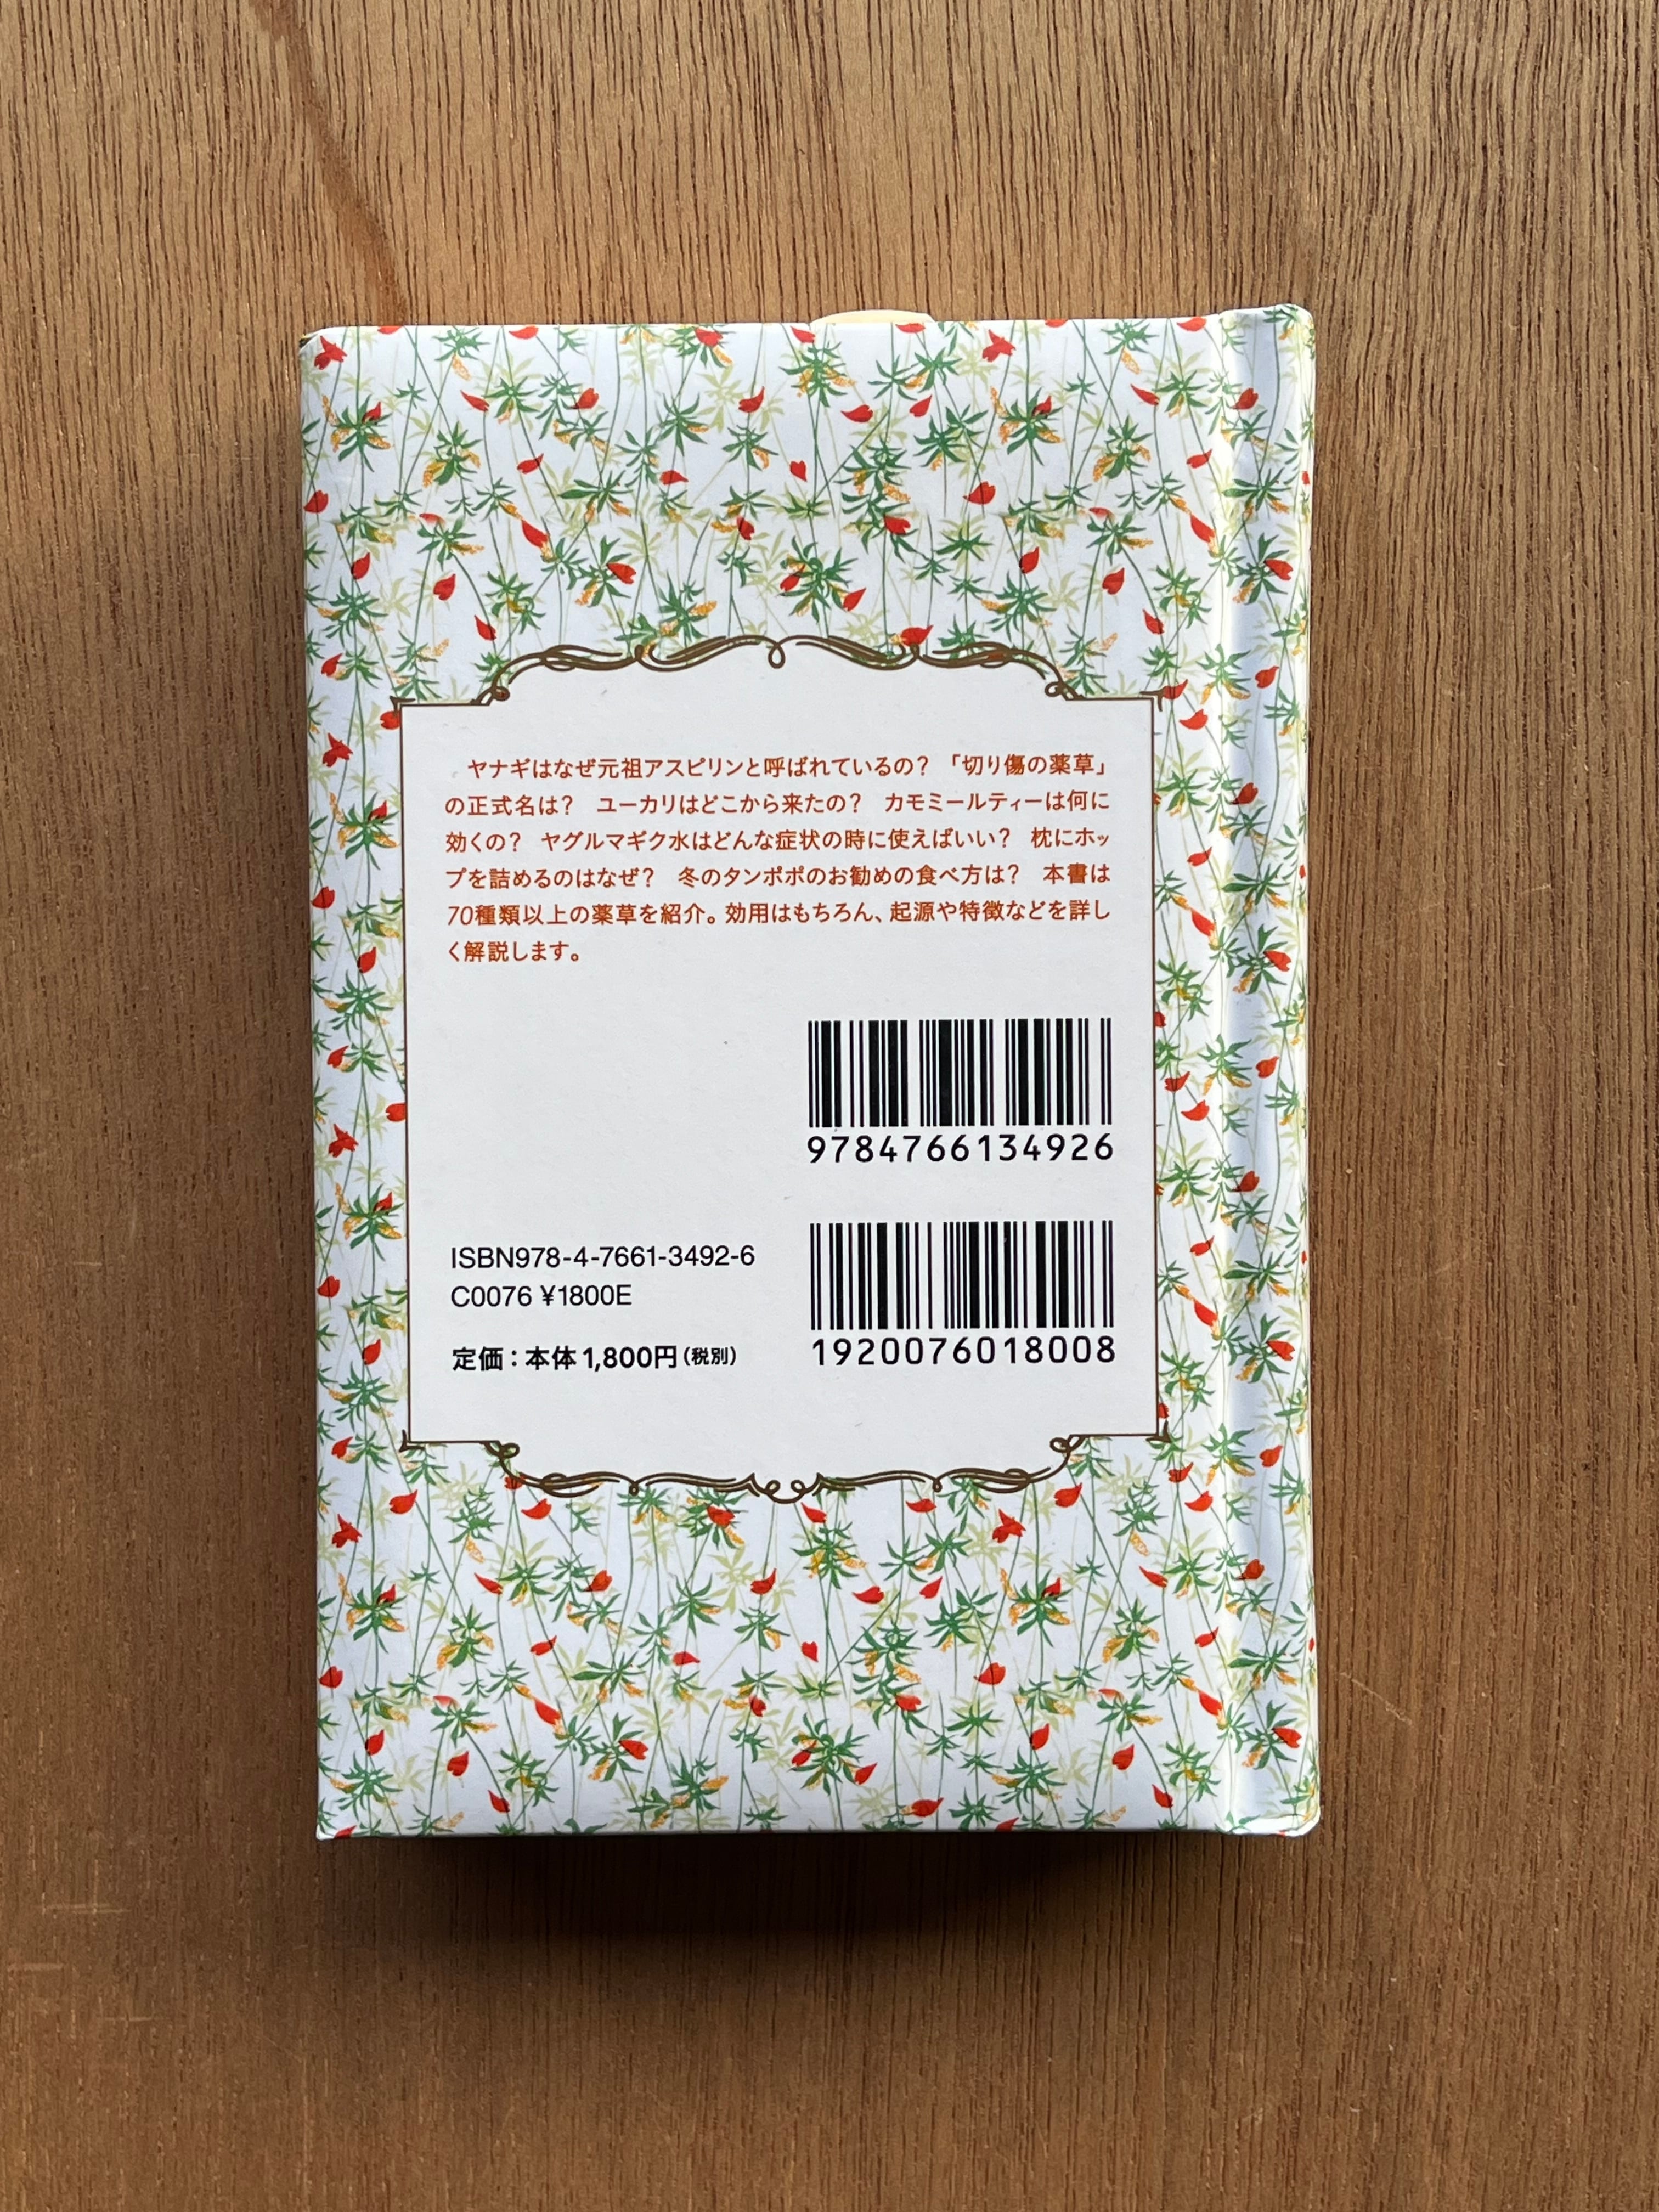 ヤナギはなぜ元祖アスピリンと呼ばれているの？「切り傷の薬草」
の正式名は？　ユーカリはどこから来たの？　カモミールティーは何に
効くの？　ヤグルマギク水はどんな症状の時に使えばいい？　枕にホッ
プを詰めるのはなぜ？　冬のタンポポのお勧めの食べ方は？　本書は
70種類以上の薬草を紹介。効用はもちろん、起源や特徴などを詳し
く解説します。
9784766134926
ISBN978-4-7661-3492-6
C0076 ¥1800E
定価：本体1,800円（税別）
1920076018008